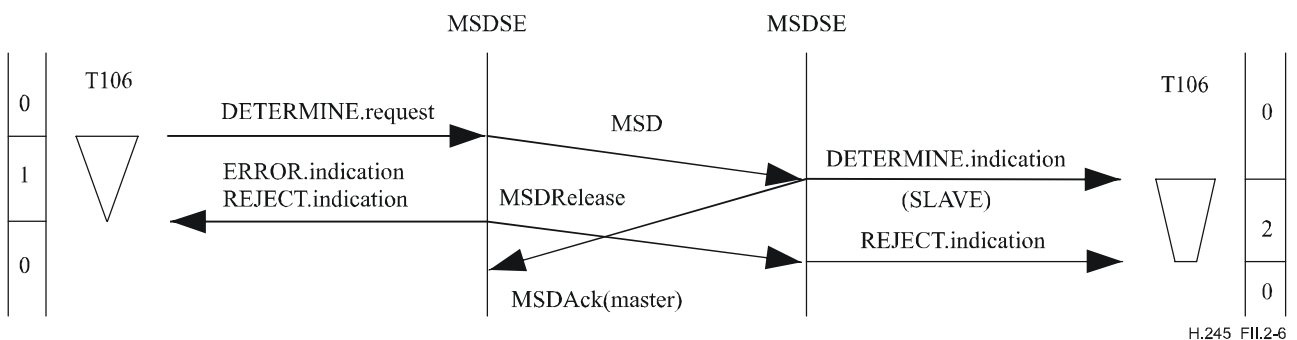 MSDSE
MSDSE
T106
T106
0
0
DETERMINE.request
MSD
DETERMINE.indication
1
ERROR.indication
REJECT.indication
MSDRelease
(SLAVE)
2
REJECT.indication
0
MSDAck(master)
0
H.245 FII.2-6